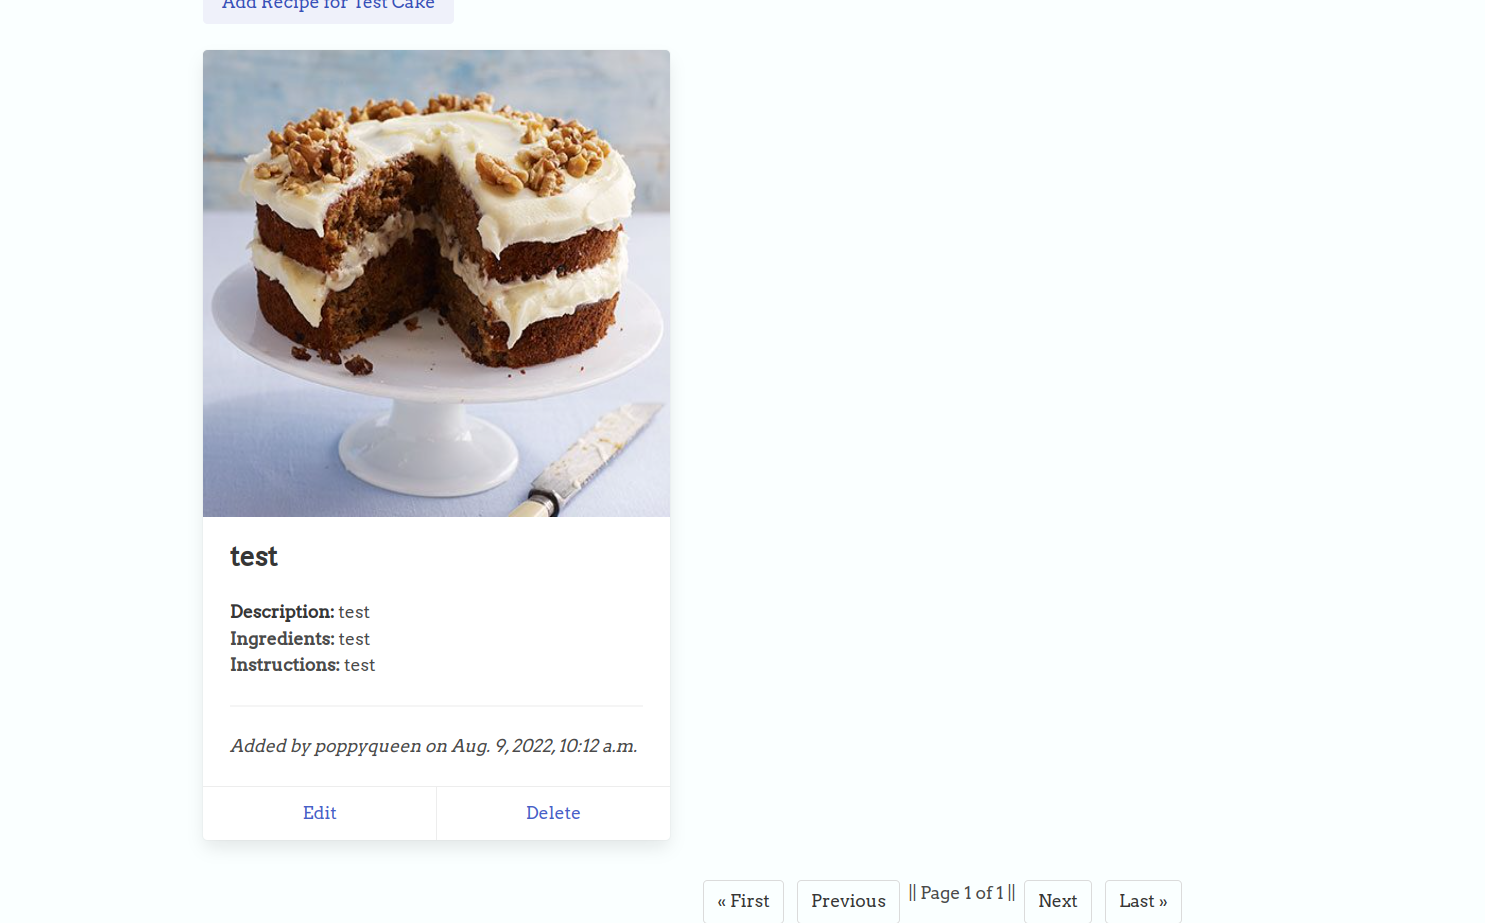 Add Recipe for Test Cake
test
Description: test
Ingredients: test
Instructions: test
Added by poppyqueen on Aug. 9, 2022, 10:12 a.m.
Edit Delete
« First Previous || Page 1 of 1 || Next Last »